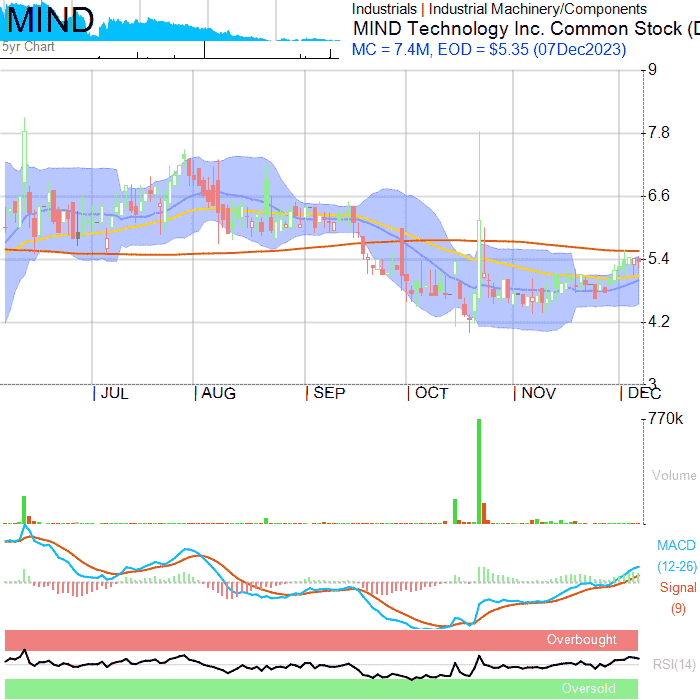 MIND
5yr Chart
Industrials | Industrial Machinery/Components
MIND Technology Inc. Common Stock (D
MC = 7.4M, EOD = $5.35 (07Dec2023)
9
7.8
6.6
5.4
4.2
3
JUL
AUG
SEP
OCT
NOV
DEC
770k
Volume
MACD
(12-26)
Signal
(9)
Overbought
RSI(14)
Oversold